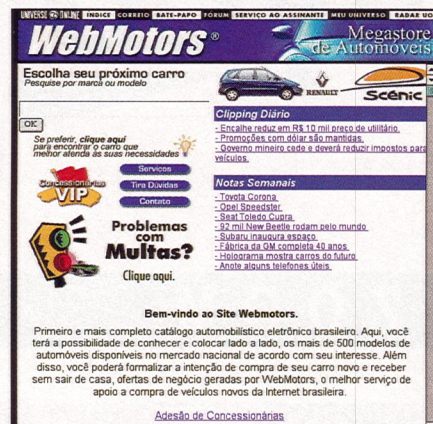 UNIVERSO ONLINE INDICE CORREIO BATE-PAPO FORUM SERVIÇO AO ASSINANTE MEU UNIVERSO RADAR UO
WebMotors ®
Megastore
de Automóveis
Escolha seu próximo carro
Pesquise por marca ou modelo
RENAULT
Scénic
OK
Se preferir, clique aqui
para encontrar o carro que
melhor atenda às suas necessidades
Concessionárias
VIP
Serviços
Tira Dúvidas
Contato
Problemas
com
Multas?
Clique aqui.
Clipping Diário
- Encalhe reduz em R$ 10 mil preço de utilitário.
- Promoções com dólar são mantidas.
- Governo mineiro cede e deverá reduzir impostos para
veículos.
Notas Semanais
- Toyota Corona
- Opel Speedster
- Seat Toledo Cupra
- 92 mil New Beetle rodam pelo mundo
- Subaru inaugura espaço
- Fábrica da GM completa 40 anos
- Holograma mostra carros do futuro
- Anote alguns telefones úteis
Bem-vindo ao Site Webmotors.
Primeiro e mais completo catálogo automobilístico eletrônico brasileiro. Aqui, você
terá a possibilidade de conhecer e colocar lado a lado, os mais de 500 modelos de
automóveis disponíveis no mercado nacional de acordo com seu interesse. Além
disso, você poderá formalizar a intenção de compra de seu carro novo e receber
sem sair de casa, ofertas de negócio geradas por WebMotors, o melhor serviço de
apoio a compra de veículos novos da Internet brasileira.
Adesão de Concessionárias